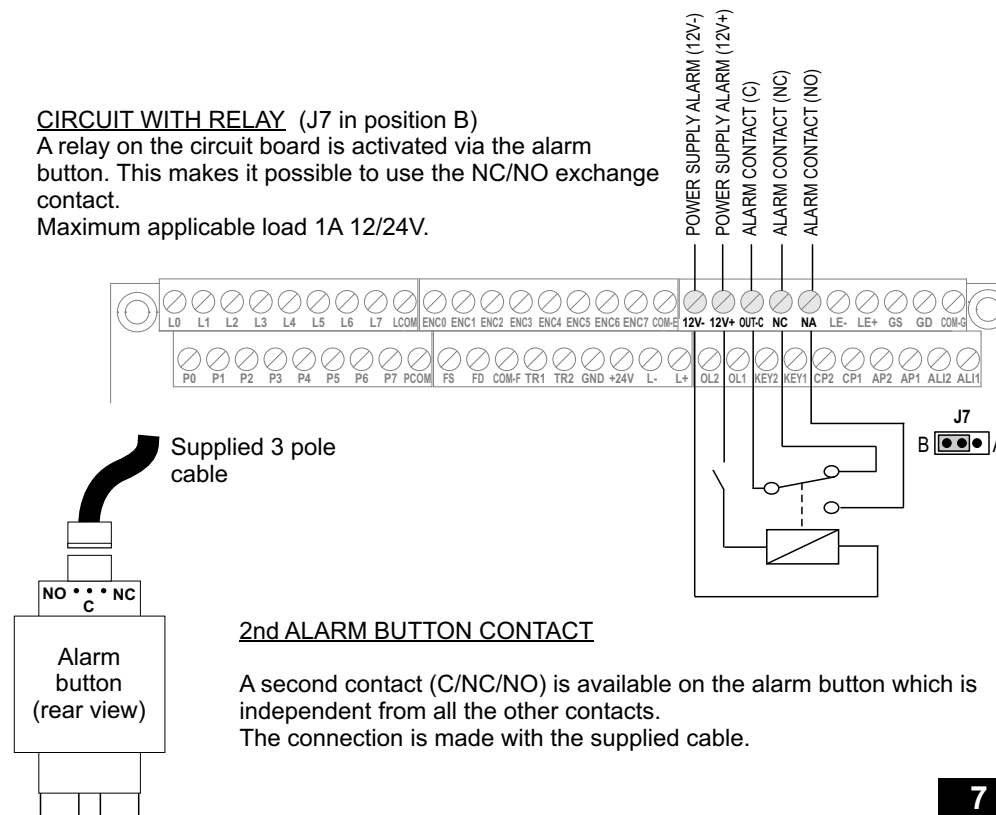 POWER SUPPLY ALARM (12V-)
POWER SUPPLY ALARM (12V+)
ALARM CONTACT (C)
ALARM CONTACT (NC)
ALARM CONTACT (NO)
CIRCUIT WITH RELAY (J7 in position B)
A relay on the circuit board is activated via the alarm
button. This makes it possible to use the NC/NO exchange
contact.
Maximum applicable load 1A 12/24V.
L0 L1 L2 L3 L4 L5 L6 L7 LCOM ENC0 ENC1 ENC2 ENC3 ENC4 ENC5 ENC6 ENC7 COM-E 12V- 12V+ OUT-C NC NA LE- LE+ GS GD COM-G
P0 P1 P2 P3 P4 P5 P6 P7 PCOM FS FD COM-F TR1 TR2 GND +24V L- L+ OL2 OL1 KEY2 KEY1 CP2 CP1 AP2 AP1 ALI2 ALI1
J7
B A
Supplied 3 pole
cable
NO NC
C
Alarm
button
(rear view)
2nd ALARM BUTTON CONTACT
A second contact (C/NC/NO) is available on the alarm button which is
independent from all the other contacts.
The connection is made with the supplied cable.
7